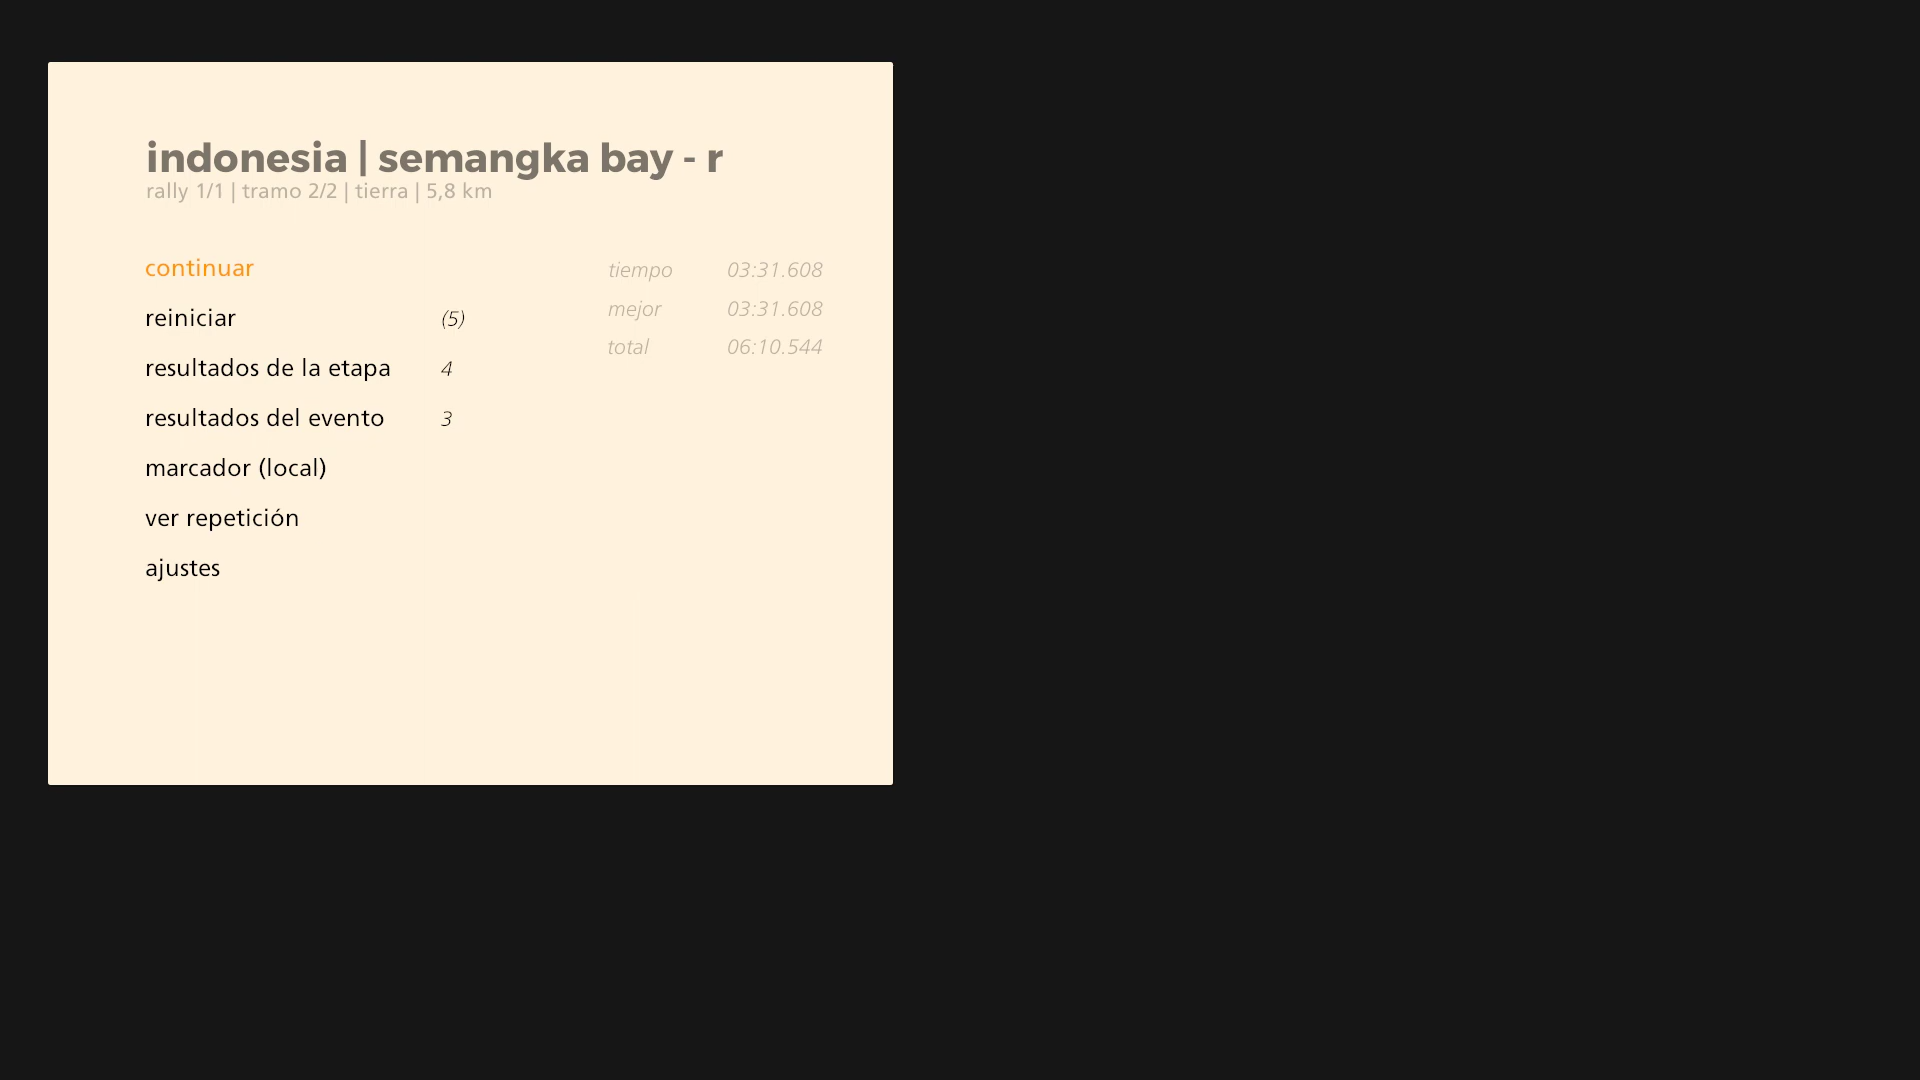 indonesia | semangka bay - r
rally 1/1 | tramo 2/2 | tierra | 5,8 km
continuar
reiniciar (5)
resultados de la etapa 4
resultados del evento 3
marcador (local)
ver repetición
ajustes
tiempo 03:31.608
mejor 03:31.608
total 06:10.544